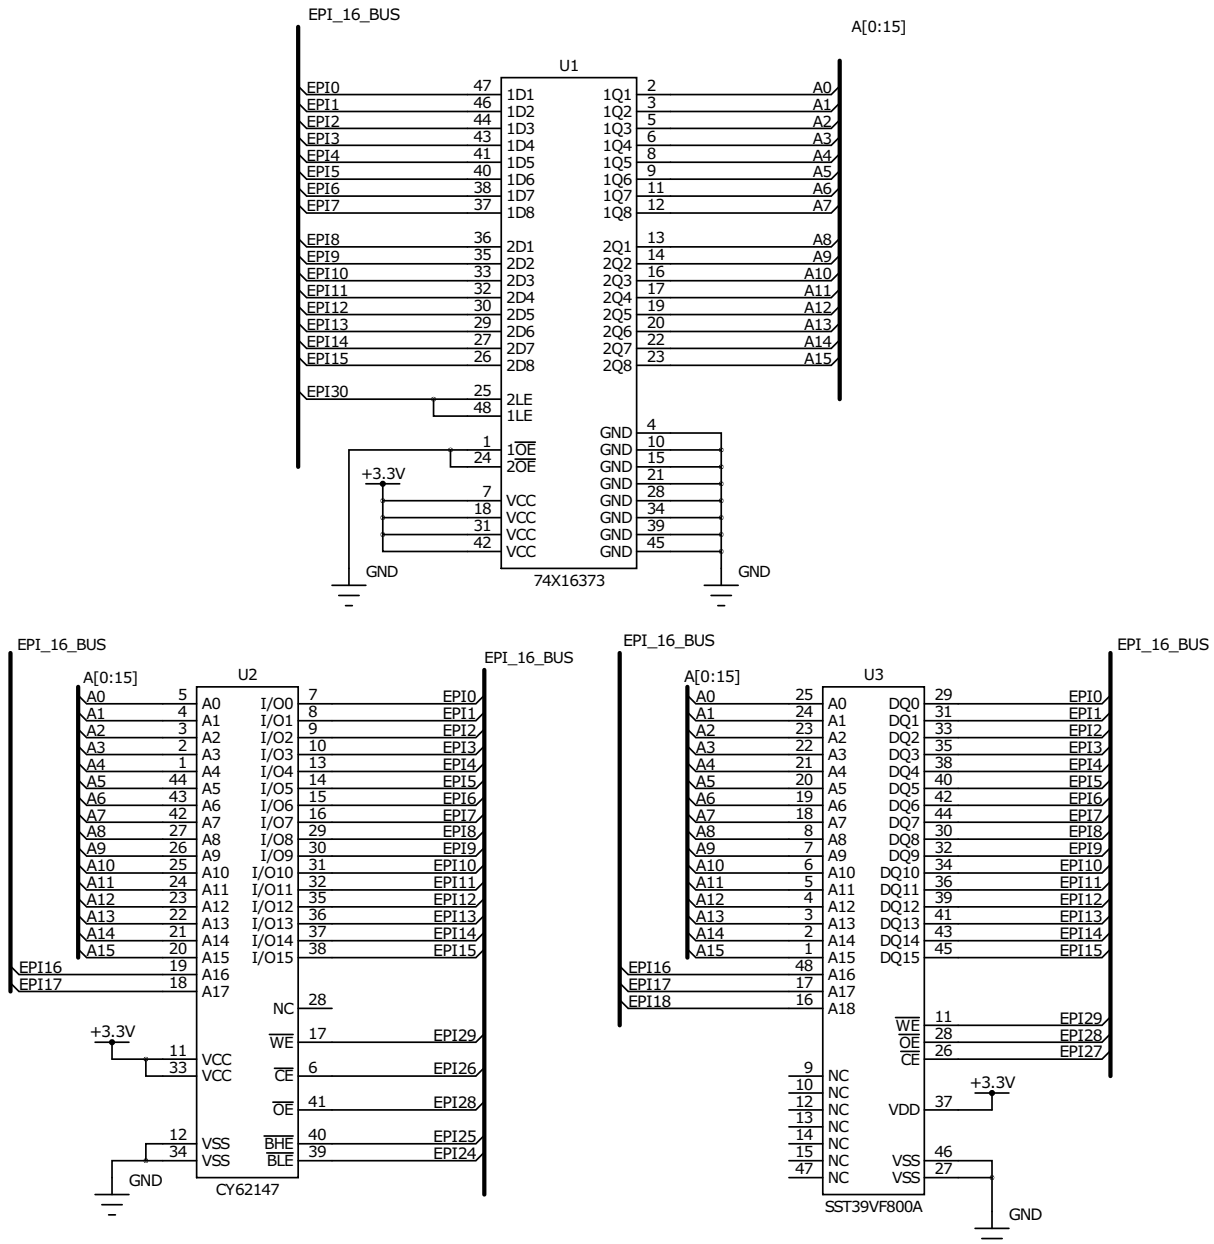 EPI_16_BUS
A[0:15]
U1
EPI0 47 1D1 1Q1 2 A0
EPI1 46 1D2 1Q2 3 A1
EPI2 44 1D3 1Q3 5 A2
EPI3 43 1D4 1Q4 6 A3
EPI4 41 1D5 1Q5 8 A4
EPI5 40 1D6 1Q6 9 A5
EPI6 38 1D7 1Q7 11 A6
EPI7 37 1D8 1Q8 12 A7
EPI8 36 2D1 2Q1 13 A8
EPI9 35 2D2 2Q2 14 A9
EPI10 33 2D3 2Q3 16 A10
EPI11 32 2D4 2Q4 17 A11
EPI12 30 2D5 2Q5 19 A12
EPI13 29 2D6 2Q6 20 A13
EPI14 27 2D7 2Q7 22 A14
EPI15 26 2D8 2Q8 23 A15
EPI30 25 2LE
48 1LE
GND 4
1 1OE GND 10
24 2OE GND 15
+3.3V
GND 21
7 VCC GND 28
18 VCC GND 34
31 VCC GND 39
42 VCC GND 45
GND
74X16373
GND
EPI_16_BUS
EPI_16_BUS
A[0:15]
U2
A0 5 A0 I/O0 7 EPI0
A1 4 A1 I/O1 8 EPI1
A2 3 A2 I/O2 9 EPI2
A3 2 A3 I/O3 10 EPI3
A4 1 A4 I/O4 13 EPI4
A5 44 A5 I/O5 14 EPI5
A6 43 A6 I/O6 15 EPI6
A7 42 A7 I/O7 16 EPI7
A8 27 A8 I/O8 29 EPI8
A9 26 A9 I/O9 30 EPI9
A10 25 A10 I/O10 31 EPI10
A11 24 A11 I/O11 32 EPI11
A12 23 A12 I/O12 35 EPI12
A13 22 A13 I/O13 36 EPI13
A14 21 A14 I/O14 37 EPI14
A15 20 A15 I/O15 38 EPI15
EPI16 19 A16
EPI17 18 A17
NC 28
+3.3V
WE 17 EPI29
11 VCC
33 VCC CE 6 EPI26
OE 41 EPI28
12 VSS BHE 40 EPI25
34 VSS BLE 39 EPI24
GND
CY62147
EPI_16_BUS
EPI_16_BUS
A[0:15]
U3
A0 25 A0 DQ0 29 EPI0
A1 24 A1 DQ1 31 EPI1
A2 23 A2 DQ2 33 EPI2
A3 22 A3 DQ3 35 EPI3
A4 21 A4 DQ4 38 EPI4
A5 20 A5 DQ5 40 EPI5
A6 19 A6 DQ6 42 EPI6
A7 18 A7 DQ7 44 EPI7
A8 8 A8 DQ8 30 EPI8
A9 7 A9 DQ9 32 EPI9
A10 6 A10 DQ10 34 EPI10
A11 5 A11 DQ11 36 EPI11
A12 4 A12 DQ12 39 EPI12
A13 3 A13 DQ13 41 EPI13
A14 2 A14 DQ14 43 EPI14
A15 1 A15 DQ15 45 EPI15
EPI16 48 A16
EPI17 17 A17
EPI18 16 A18
WE 11 EPI29
OE 28 EPI28
CE 26 EPI27
9 NC
10 NC
+3.3V
12 NC VDD 37
13 NC
14 NC
15 NC VSS 46
47 NC VSS 27
SST39VF800A
GND